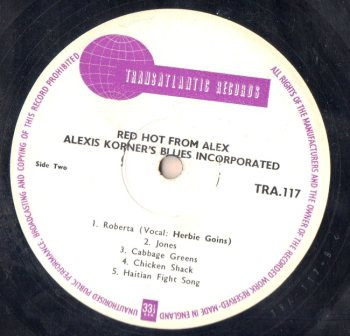 TRANSATLANTIC RECORDS
RED HOT FROM ALEX
ALEXIS KORNER'S BLUES INCORPORATED
Side Two
TRA.117
1. Roberta (Vocal: Herbie Goins)
2. Jones
3. Cabbage Greens
4. Chicken Shack
5. Haitian Fight Song
33⅓
ALL RIGHTS OF THE MANUFACTURERS AND THE OWNER OF THE RECORDED WORK RESERVED-MADE IN ENGLAND
UNAUTHORISED PUBLIC PERFORMANCE, BROADCASTING AND COPYING OF THIS RECORD PROHIBITED